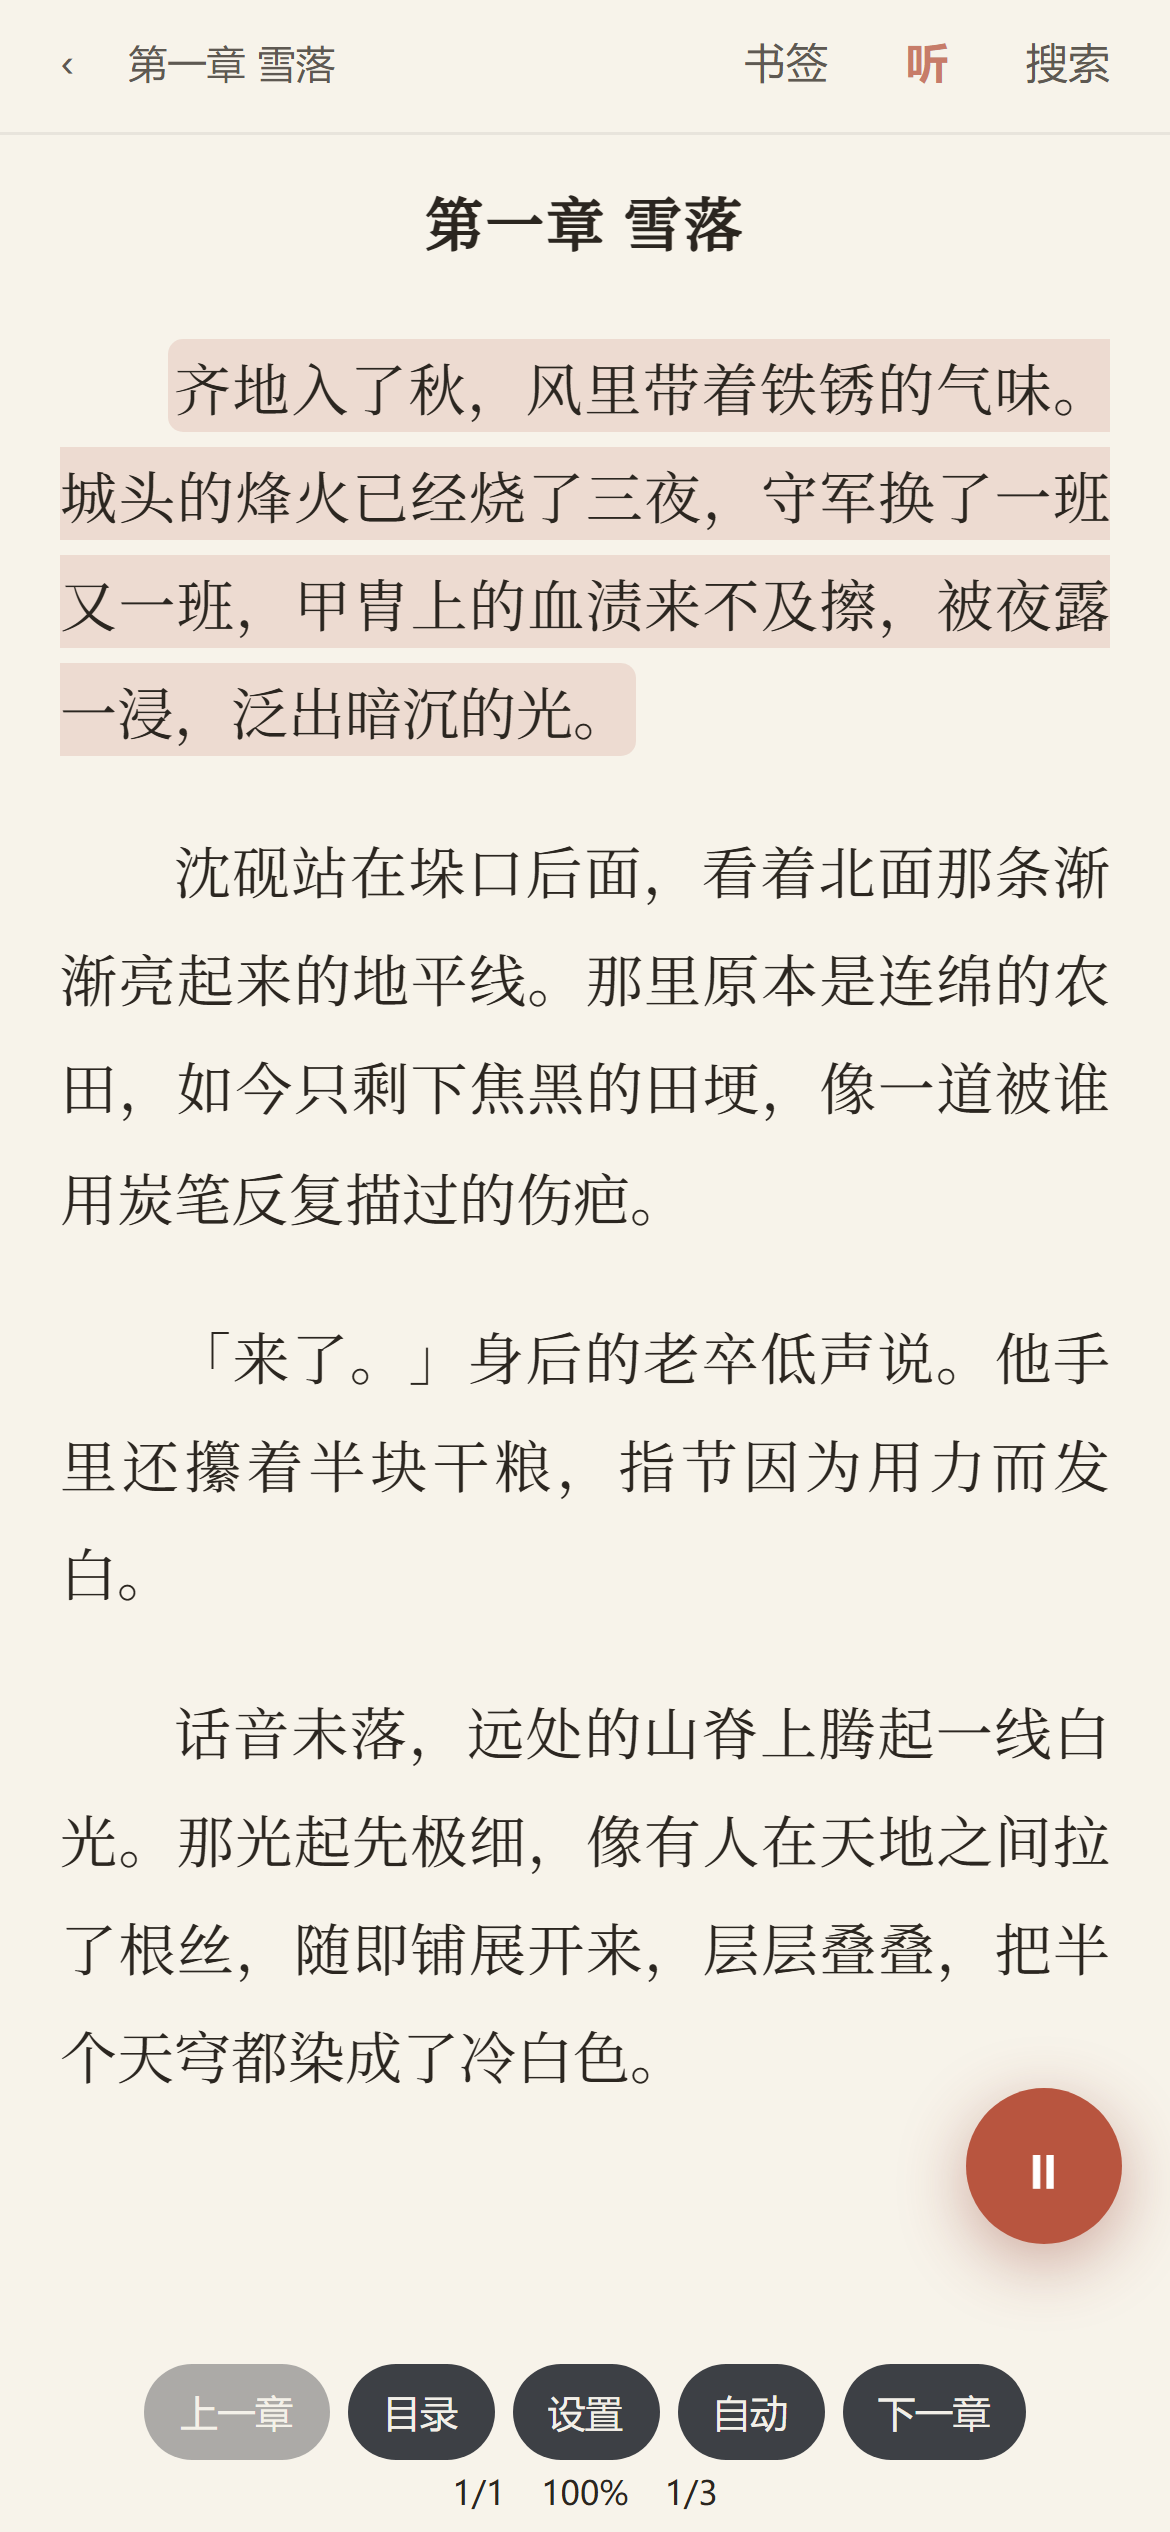 ‹ 第一章 雪落 书签 听 搜索
第一章 雪落
齐地入了秋，风里带着铁锈的气味。
城头的烽火已经烧了三夜，守军换了一班
又一班，甲胄上的血渍来不及擦，被夜露
一浸，泛出暗沉的光。
沈砚站在垛口后面，看着北面那条渐
渐亮起来的地平线。那里原本是连绵的农
田，如今只剩下焦黑的田埂，像一道被谁
用炭笔反复描过的伤疤。
「来了。」身后的老卒低声说。他手
里还攥着半块干粮，指节因为用力而发
白。
话音未落，远处的山脊上腾起一线白
光。那光起先极细，像有人在天地之间拉
了根丝，随即铺展开来，层层叠叠，把半
个天穹都染成了冷白色。
上一章 目录 设置 自动 下一章
1/1 100% 1/3